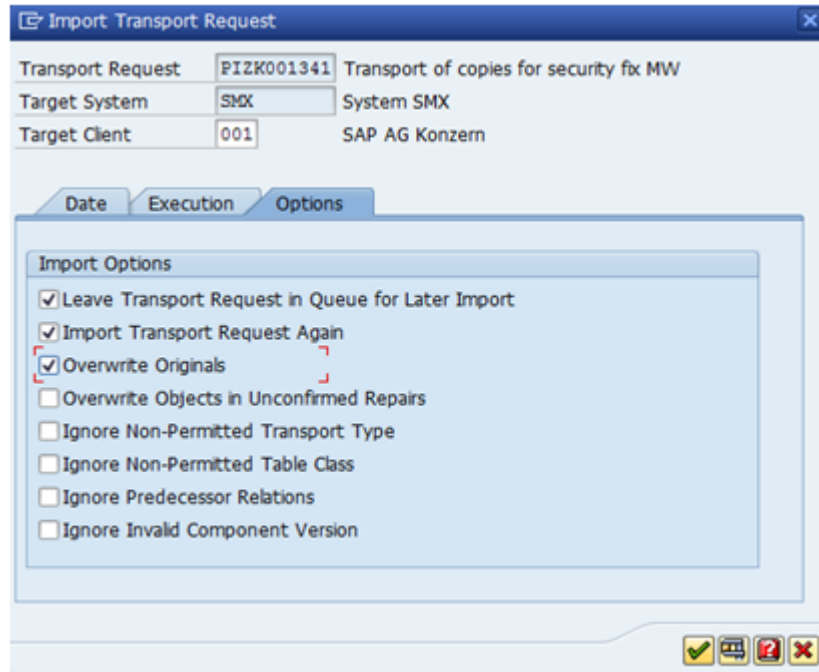 Import Transport Request
Transport Request PIZK001341 Transport of copies for security fix MW
Target System SMX System SMX
Target Client 001 SAP AG Konzern
Date Execution Options
Import Options
Leave Transport Request in Queue for Later Import
Import Transport Request Again
Overwrite Originals
Overwrite Objects in Unconfirmed Repairs
Ignore Non-Permitted Transport Type
Ignore Non-Permitted Table Class
Ignore Predecessor Relations
Ignore Invalid Component Version